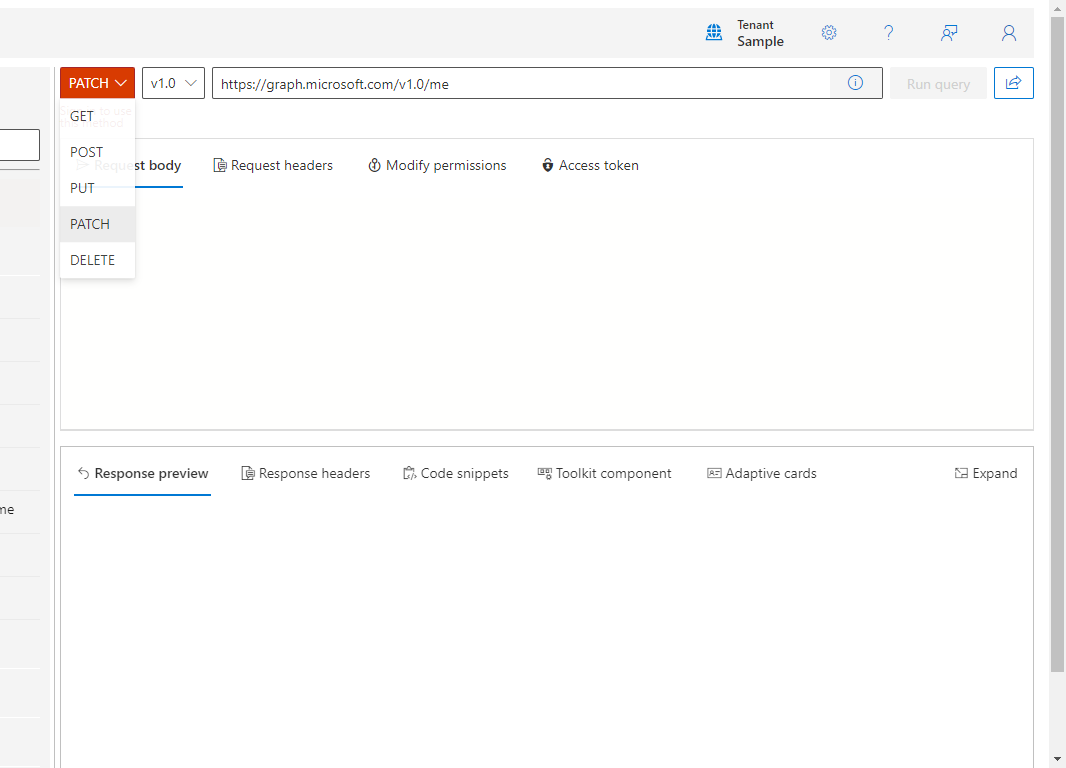 Tenant
Sample
PATCH
v1.0
https://graph.microsoft.com/v1.0/me
Run query
GET
POST
PUT
PATCH
DELETE
Request body
Request headers
Modify permissions
Access token
Response preview
Response headers
Code snippets
Toolkit component
Adaptive cards
Expand
me